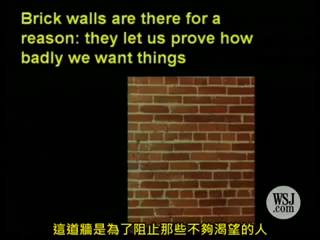 Brick walls are there for a
reason: they let us prove how
badly we want things
WSJ
.com
這道牆是為了阻止那些不夠渴望的人